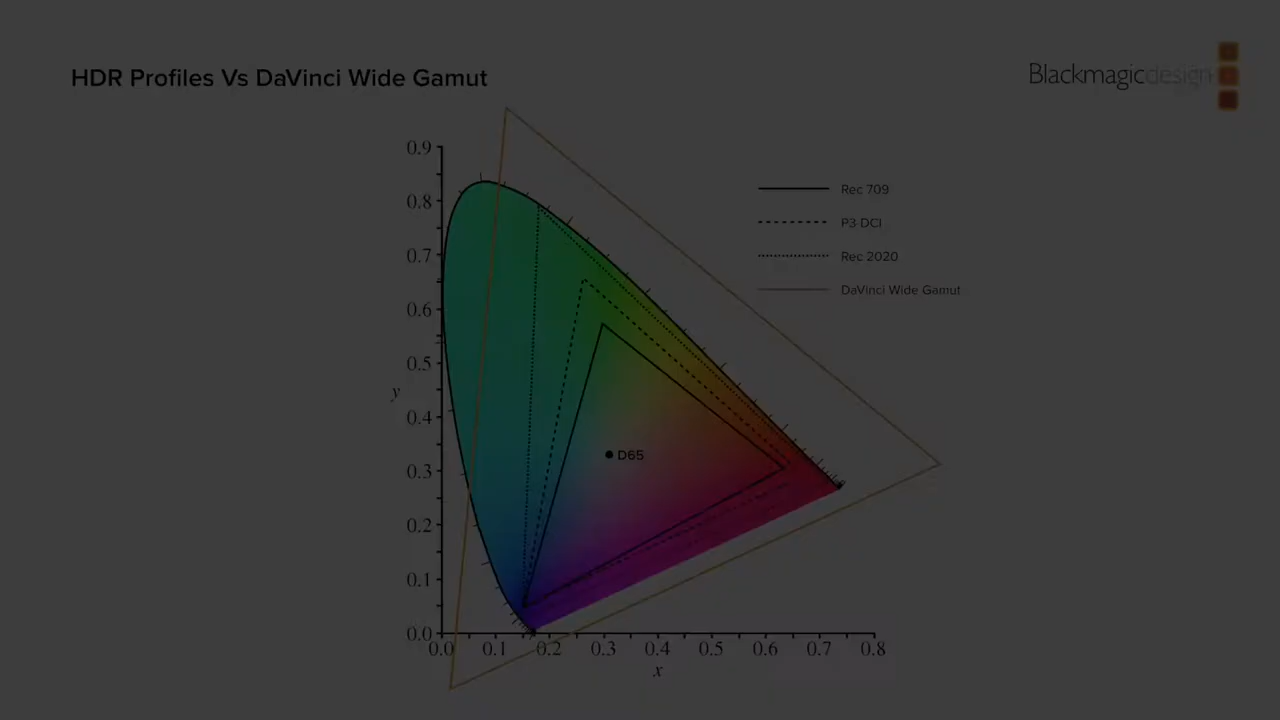 HDR Profiles Vs DaVinci Wide Gamut
Blackmagicdesign
0.9
0.8
0.7
0.6
0.5
0.4
0.3
0.2
0.1
0.0
y
Rec 709
P3 DCI
Rec 2020
DaVinci Wide Gamut
D65
0.0 0.1 0.2 0.3 0.4 0.5 0.6 0.7 0.8
x